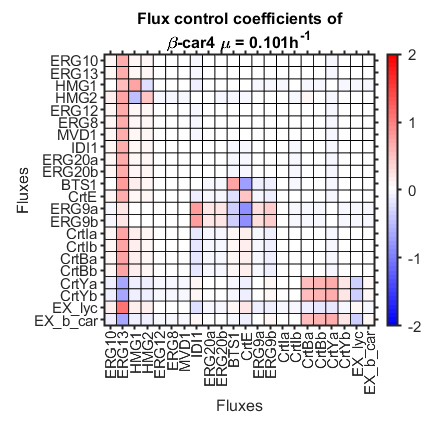 Flux control coefficients of
β-car4 μ = 0.101h⁻¹
ERG10
ERG13
HMG1
HMG2
ERG12
ERG8
MVD1
IDI1
ERG20a
ERG20b
BTS1
CrtE
ERG9a
ERG9b
CrtIa
CrtIb
CrtBa
CrtBb
CrtYa
CrtYb
EX_lyc
EX_b_car
Fluxes
ERG10
ERG13
HMG1
HMG2
ERG12
ERG8
MVD1
IDI1
ERG20a
ERG20b
BTS1
CrtE
ERG9a
ERG9b
CrtIa
CrtIb
CrtBa
CrtBb
CrtYa
CrtYb
EX_lyc
EX_b_car
Fluxes
2
1
0
-1
-2